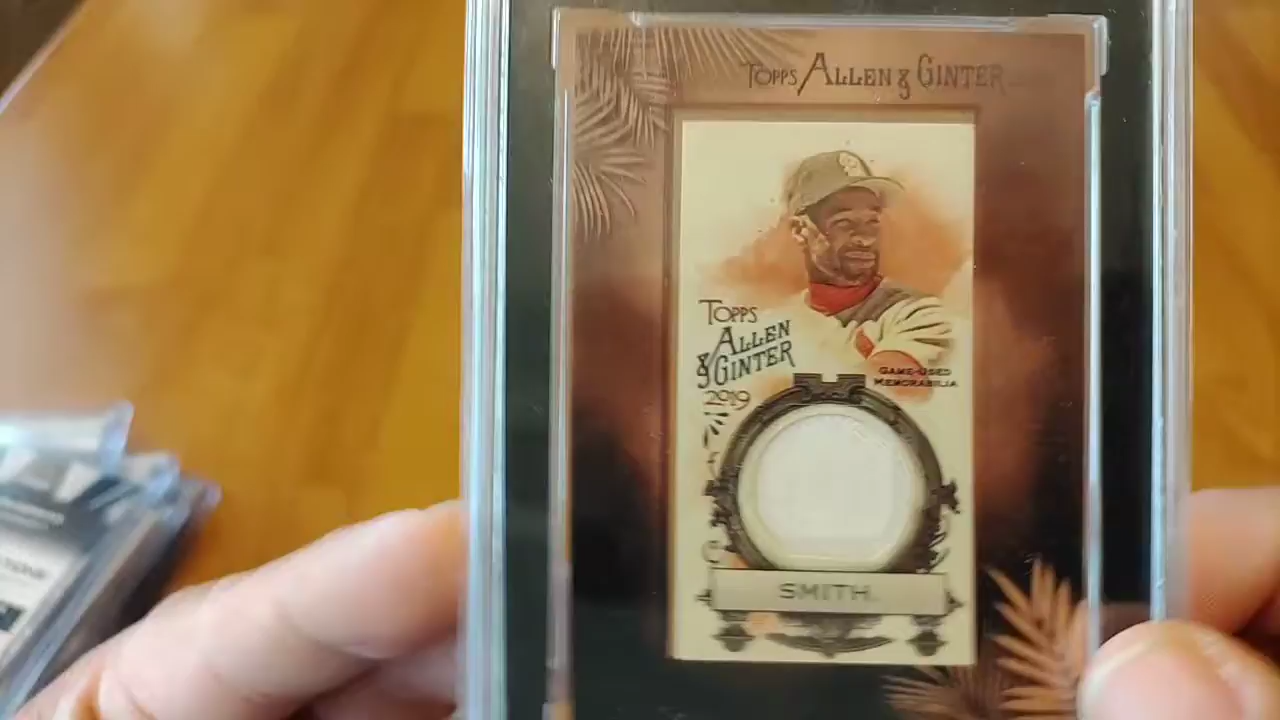 TOPPS ALLEN & GINTER
TOPPS
ALLEN
& GINTER
2019
GAME-USED
MEMORABILIA
SMITH.